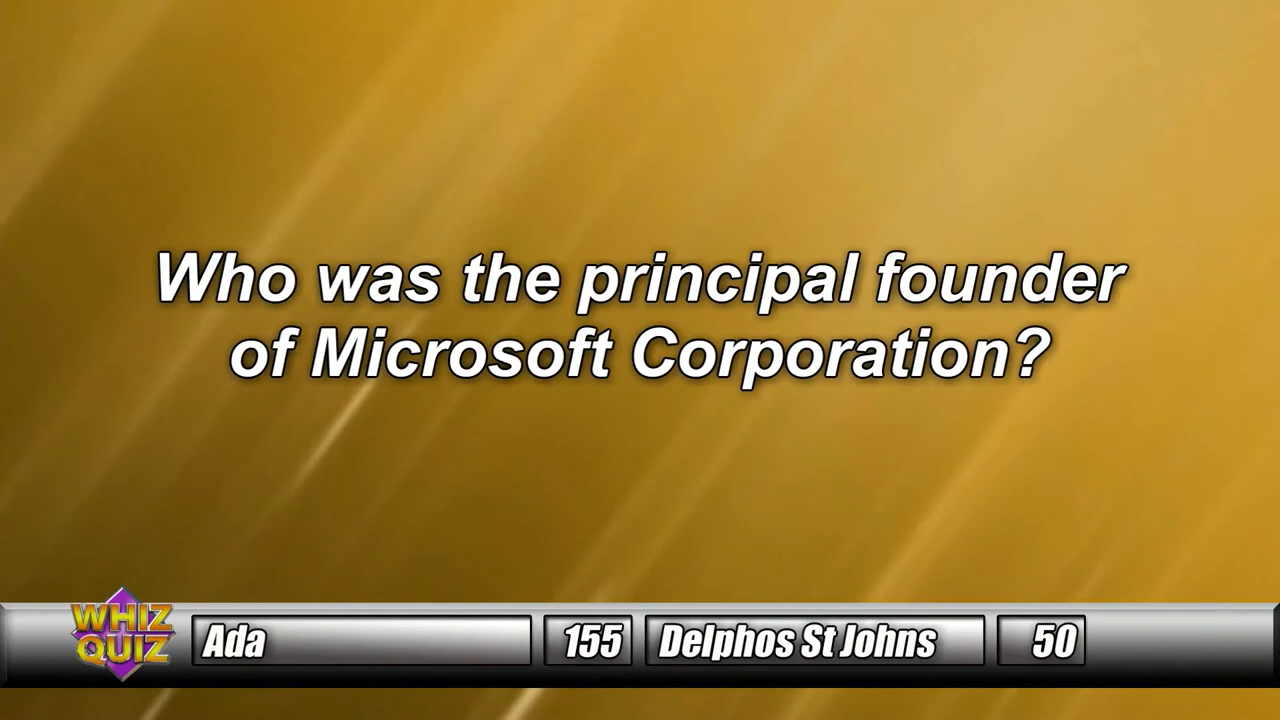 Who was the principal founder
of Microsoft Corporation?
WHIZ
QUIZ
Ada 155 Delphos St Johns 50